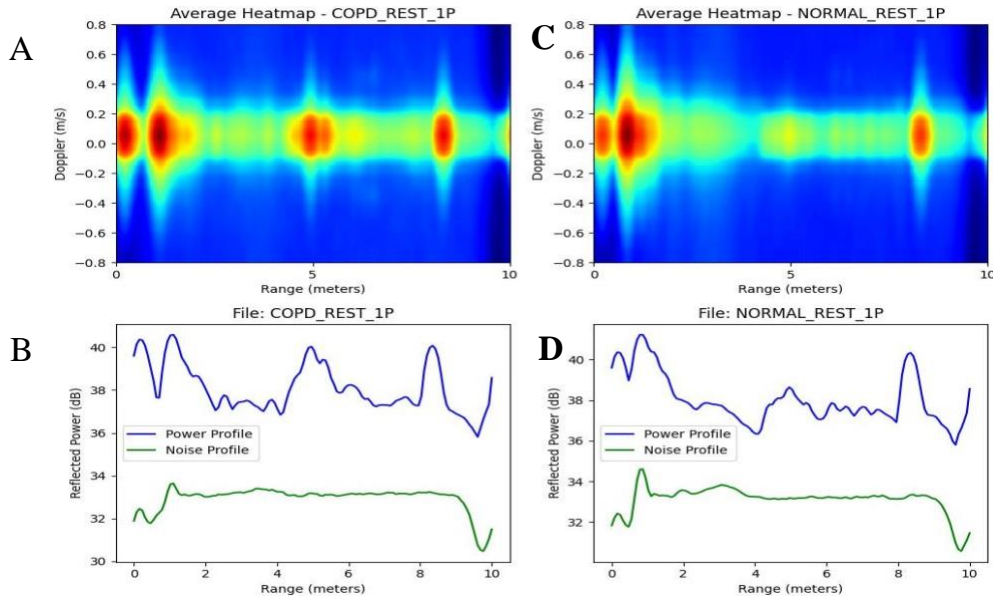 A
Average Heatmap - COPD_REST_1P
Doppler (m/s)
0.8
0.6
0.4
0.2
0.0
−0.2
−0.4
−0.6
−0.8
0 5 10
Range (meters)
C
Average Heatmap - NORMAL_REST_1P
Doppler (m/s)
0.8
0.6
0.4
0.2
0.0
−0.2
−0.4
−0.6
−0.8
0 5 10
Range (meters)
B
File: COPD_REST_1P
Reflected Power (dB)
40
38
36
34
32
30
Power Profile
Noise Profile
0 2 4 6 8 10
Range (meters)
D
File: NORMAL_REST_1P
Reflected Power (dB)
40
38
36
34
32
Power Profile
Noise Profile
0 2 4 6 8 10
Range (meters)